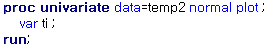 proc univariate data=temp2 normal plot ;
var ti ;
run;